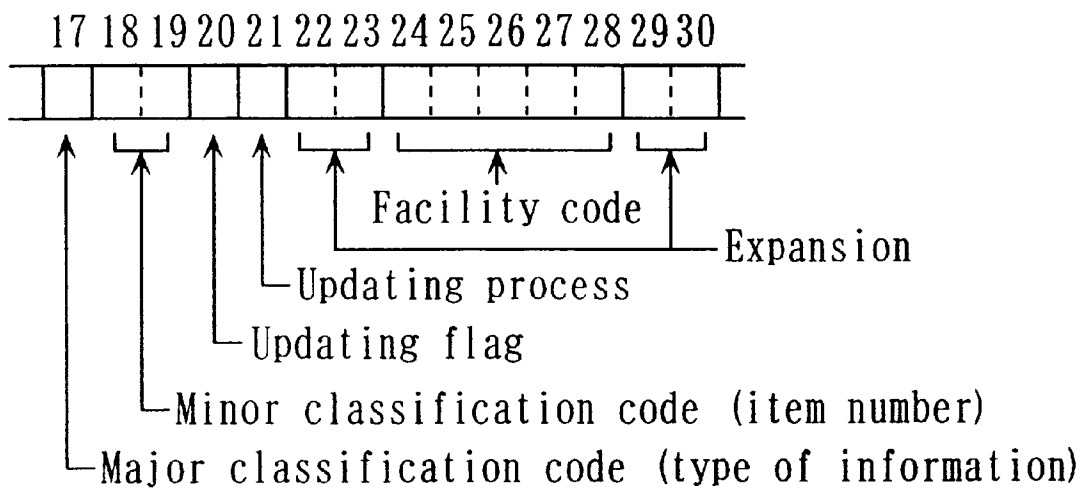 17 18 19 20 21 22 23 24 25 26 27 28 29 30
Facility code
Expansion
Updating process
Updating flag
Minor classification code (item number)
Major classification code (type of information)